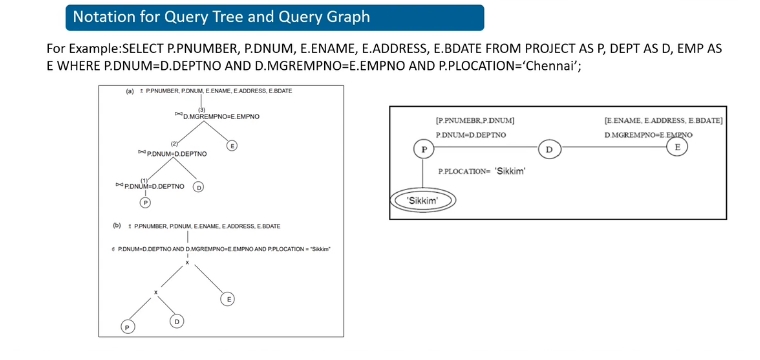 Notation for Query Tree and Query Graph
For Example:SELECT P.PNUMBER, P.DNUM, E.ENAME, E.ADDRESS, E.BDATE FROM PROJECT AS P, DEPT AS D, EMP AS
E WHERE P.DNUM=D.DEPTNO AND D.MGREMPNO=E.EMPNO AND P.PLOCATION='Chennai';
(a) P.PNUMBER, P.DNUM, E.ENAME, E.ADDRESS, E.BDATE
(3)
⋈D.MGREMPNO=E.EMPNO
E
(2)
⋈P.DNUM=D.DEPTNO
(1)
⋈P.DNUM=D.DEPTNO
D
P
(b) P.PNUMBER, P.DNUM, E.ENAME, E.ADDRESS, E.BDATE
P.DNUM=D.DEPTNO AND D.MGREMPNO=E.EMPNO AND P.PLOCATION = "Sikkim"
x
x
E
P
D
[P.PNUMEBR,P.DNUM]
[E.ENAME, E.ADDRESS, E.BDATE]
P.DNUM=D.DEPTNO
D.MGREMPNO=E.EMPNO
P
D
E
P.PLOCATION= 'Sikkim'
'Sikkim'